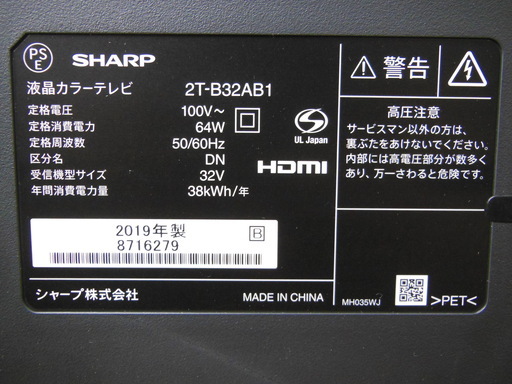 PS
E
SHARP
液晶カラーテレビ 2T-B32AB1
定格電圧 100V～
定格消費電力 64W
定格周波数 50/60Hz
区分名 DN
受信機型サイズ 32V
年間消費電力量 38kWh/年
S
UL Japan
HDMI
2019年製
8716279
B
シャープ株式会社
MADE IN CHINA
警告
高圧注意
サービスマン以外の方は、
裏ぶたをあけないでください。
内部には高電圧部分が数多く
あり、万一さわると危険です。
MH035WJ
>PET<